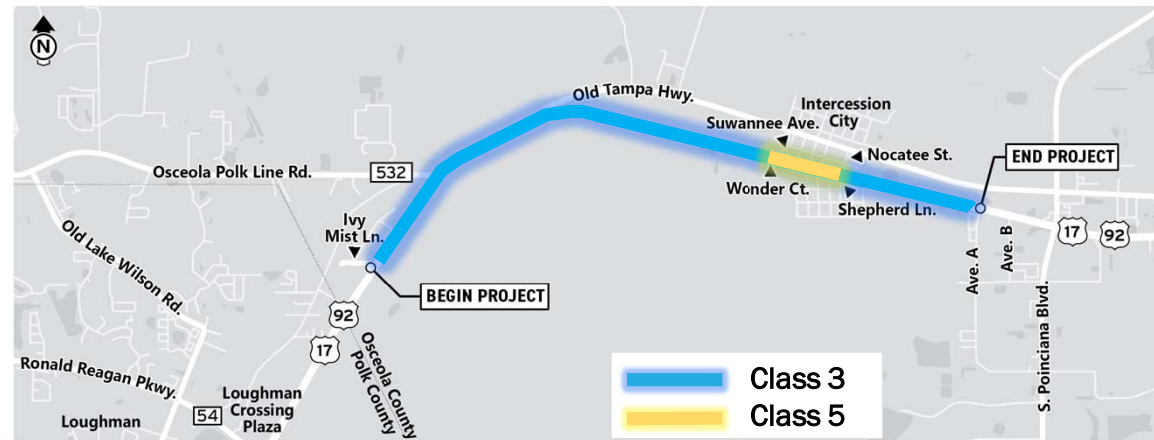 N
Old Tampa Hwy.
Intercession
City
Suwannee Ave.
Nocatee St.
END PROJECT
Osceola Polk Line Rd.
532
Wonder Ct.
Shepherd Ln.
Ivy
Mist Ln.
Old Lake Wilson Rd.
BEGIN PROJECT
17
92
Ave. A
Ave. B
S. Poinciana Blvd.
92
17
Osceola County
Polk County
Ronald Reagan Pkwy.
54
Loughman
Crossing
Plaza
Loughman
Class 3
Class 5